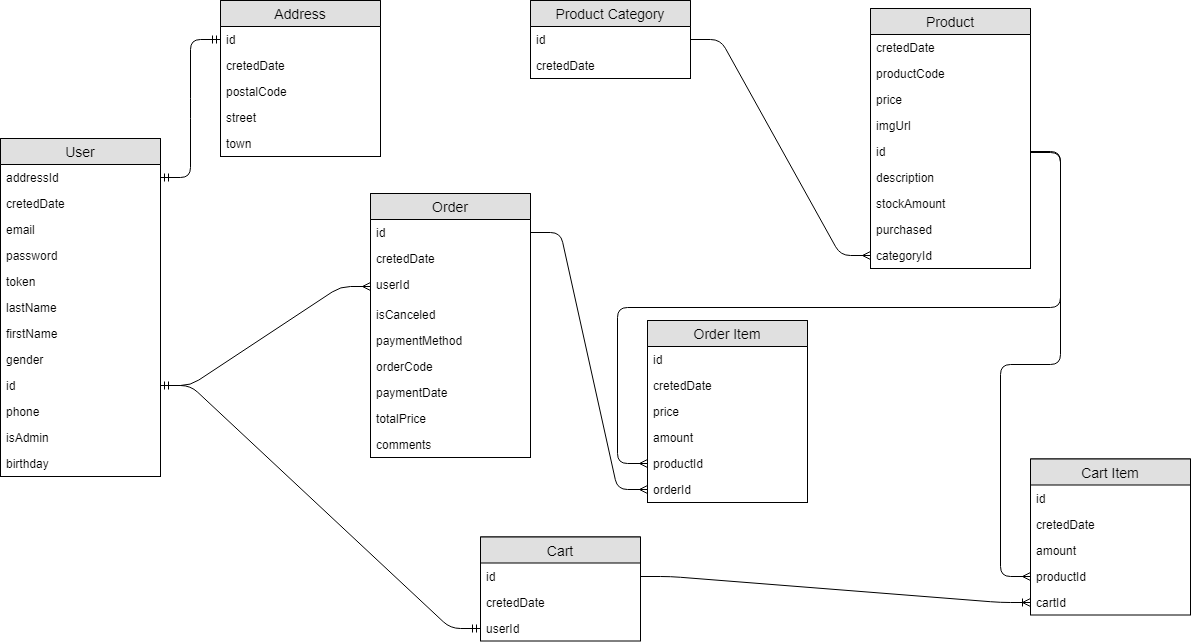 Address
id
cretedDate
postalCode
street
town
Product Category
id
cretedDate
Product
cretedDate
productCode
price
imgUrl
id
description
stockAmount
purchased
categoryId
User
addressId
cretedDate
email
password
token
lastName
firstName
gender
id
phone
isAdmin
birthday
Order
id
cretedDate
userId
isCanceled
paymentMethod
orderCode
paymentDate
totalPrice
comments
Order Item
id
cretedDate
price
amount
productId
orderId
Cart Item
id
cretedDate
amount
productId
cartId
Cart
id
cretedDate
userId